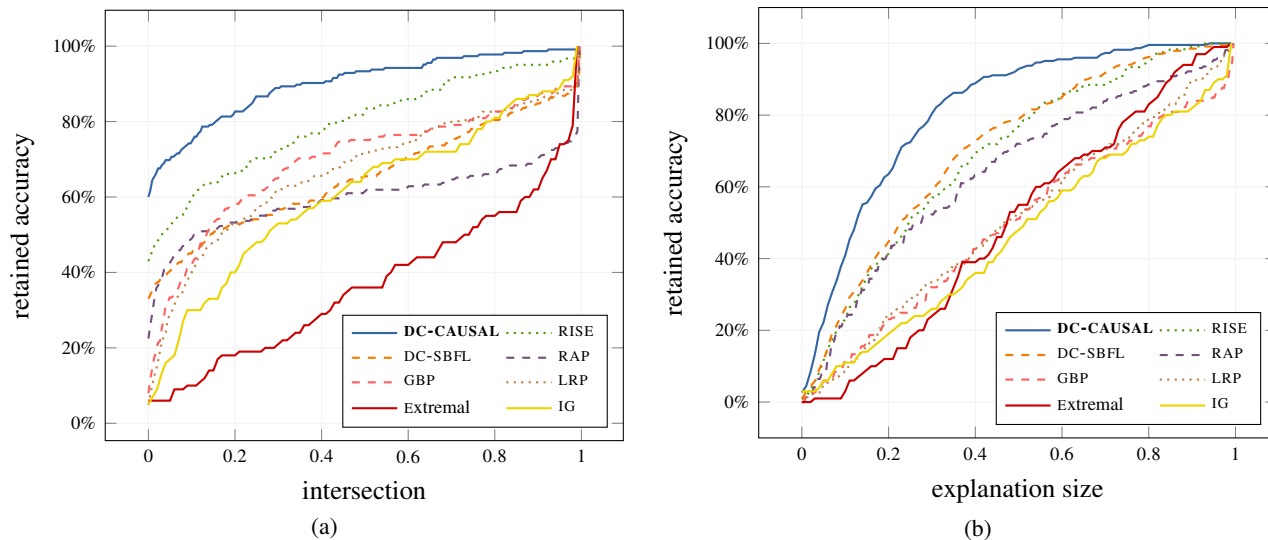 retained accuracy
100%
80%
60%
40%
20%
0%
DC-CAUSAL RISE
DC-SBFL RAP
GBP LRP
Extremal IG
0 0.2 0.4 0.6 0.8 1
intersection
(a)
retained accuracy
100%
80%
60%
40%
20%
0%
DC-CAUSAL RISE
DC-SBFL RAP
GBP LRP
Extremal IG
0 0.2 0.4 0.6 0.8 1
explanation size
(b)